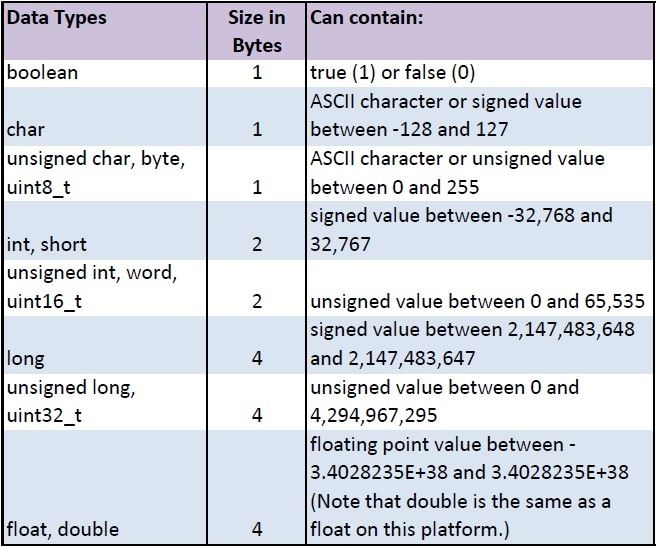 Data Types
Size in
Bytes
Can contain:
boolean
1
true (1) or false (0)
char
1
ASCII character or signed value
between -128 and 127
unsigned char, byte,
uint8_t
1
ASCII character or unsigned value
between 0 and 255
int, short
2
signed value between -32,768 and
32,767
unsigned int, word,
uint16_t
2
unsigned value between 0 and 65,535
long
4
signed value between 2,147,483,648
and 2,147,483,647
unsigned long,
uint32_t
4
unsigned value between 0 and
4,294,967,295
float, double
4
floating point value between -
3.4028235E+38 and 3.4028235E+38
(Note that double is the same as a
float on this platform.)